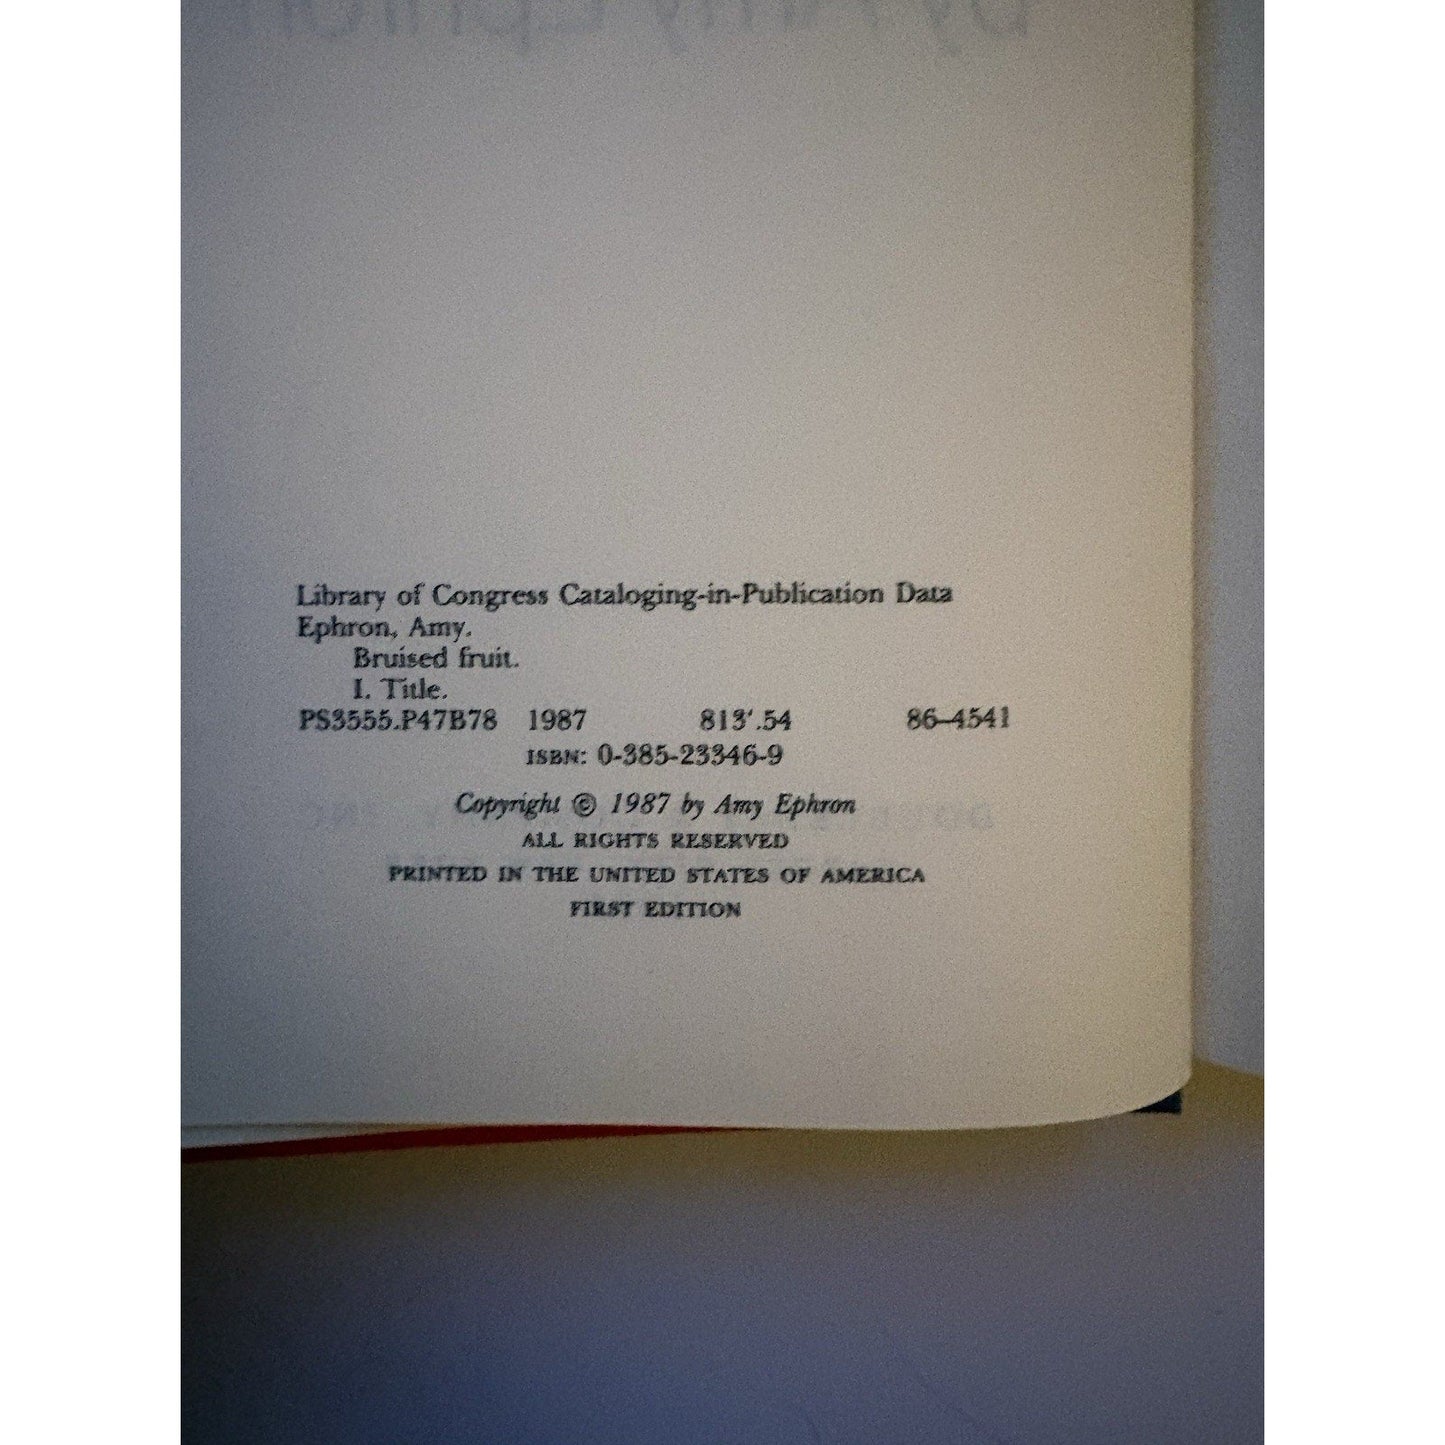 Library of Congress Cataloging-in-Publication Data
Ephron, Amy.
Bruised fruit.
I. Title.
PS3555.P47B78 1987 813'.54 86–4541
ISBN: 0-385-23346-9
Copyright © 1987 by Amy Ephron
ALL RIGHTS RESERVED
PRINTED IN THE UNITED STATES OF AMERICA
FIRST EDITION